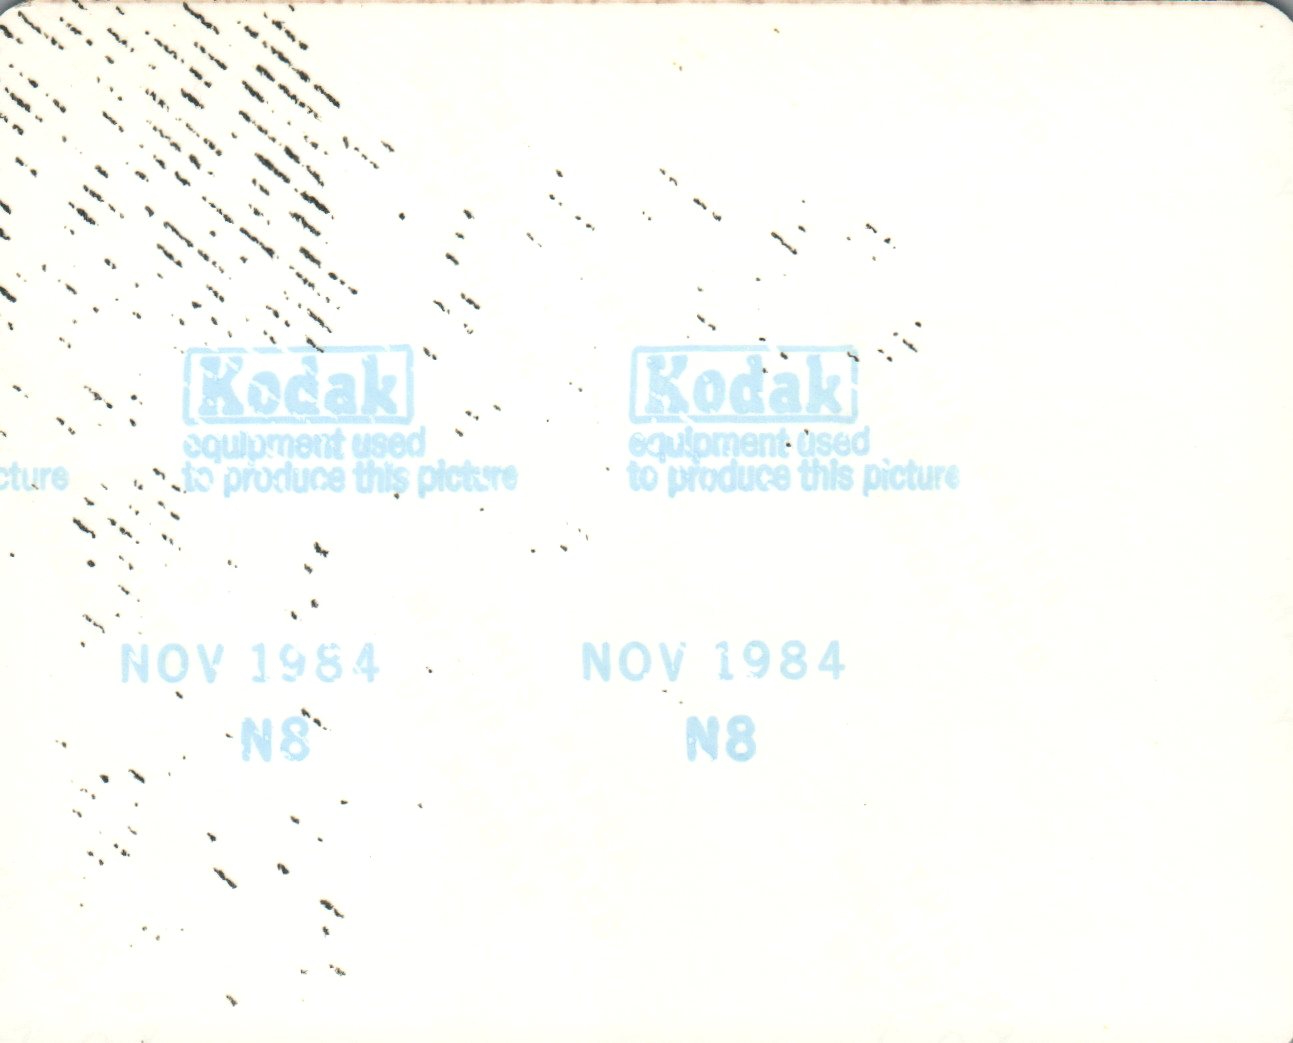 Kodak Kodak
equipment used equipment used
cture to produce this picture to produce this picture
NOV 1984 NOV 1984
N8 N8